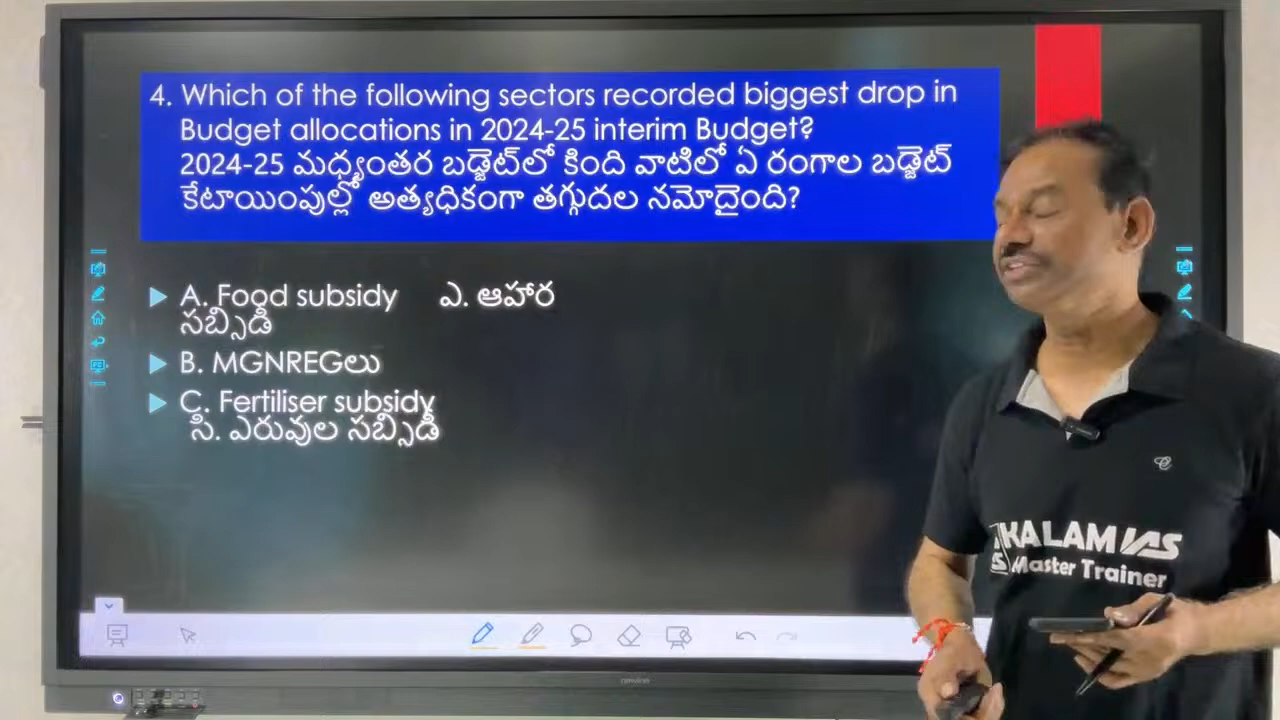 4. Which of the following sectors recorded biggest drop in
Budget allocations in 2024-25 interim Budget?
2024-25 మధ్యంతర బడ్జెట్‌లో కింది వాటిలో ఏ రంగాల బడ్జెట్
కేటాయింపుల్లో అత్యధికంగా తగ్గుదల నమోదైంది?
A. Food subsidy ఎ. ఆహార
సబ్సిడీ
B. MGNREGలు
C. Fertiliser subsidy
సి. ఎరువుల సబ్సిడీ
KALAM IAS
Master Trainer